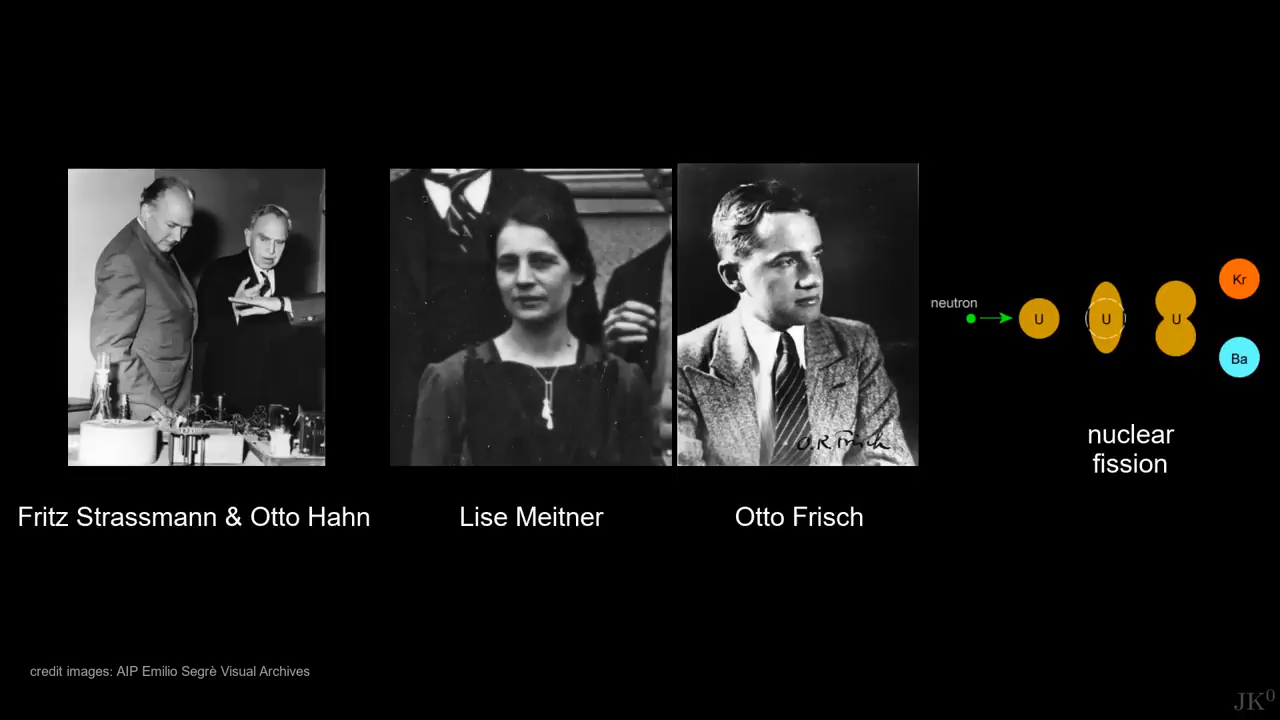 neutron
U
U
U
Kr
Ba
nuclear
fission
O.R. Frisch
Fritz Strassmann & Otto Hahn
Lise Meitner
Otto Frisch
credit images: AIP Emilio Segrè Visual Archives
JK⁰